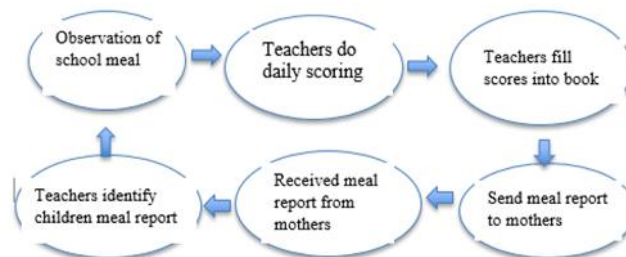 Observation of
school meal
Teachers do
daily scoring
Teachers fill
scores into book
Send meal report
to mothers
Received meal
report from
mothers
Teachers identify
children meal report